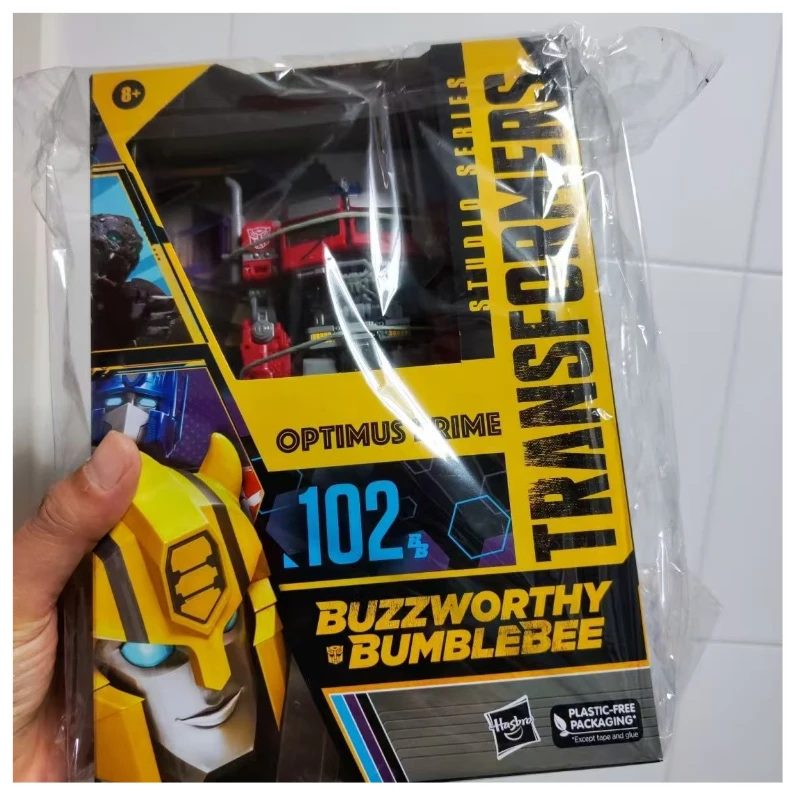 8+
STUDIO SERIES
TRANSFORMERS
OPTIMUS PRIME
102
BB
BUZZWORTHY
BUMBLEBEE
Hasbro
PLASTIC-FREE
PACKAGING*
*Except tape and glue